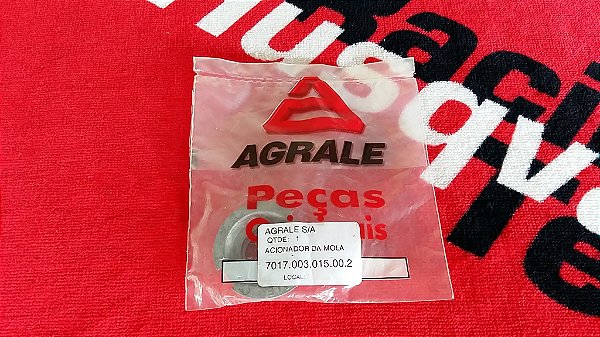 AGRALE
Peças
AGRALE S/A
QTDE: 1
ACIONADOR DA MOLA
7017.003.015.00.2
LOCAL: